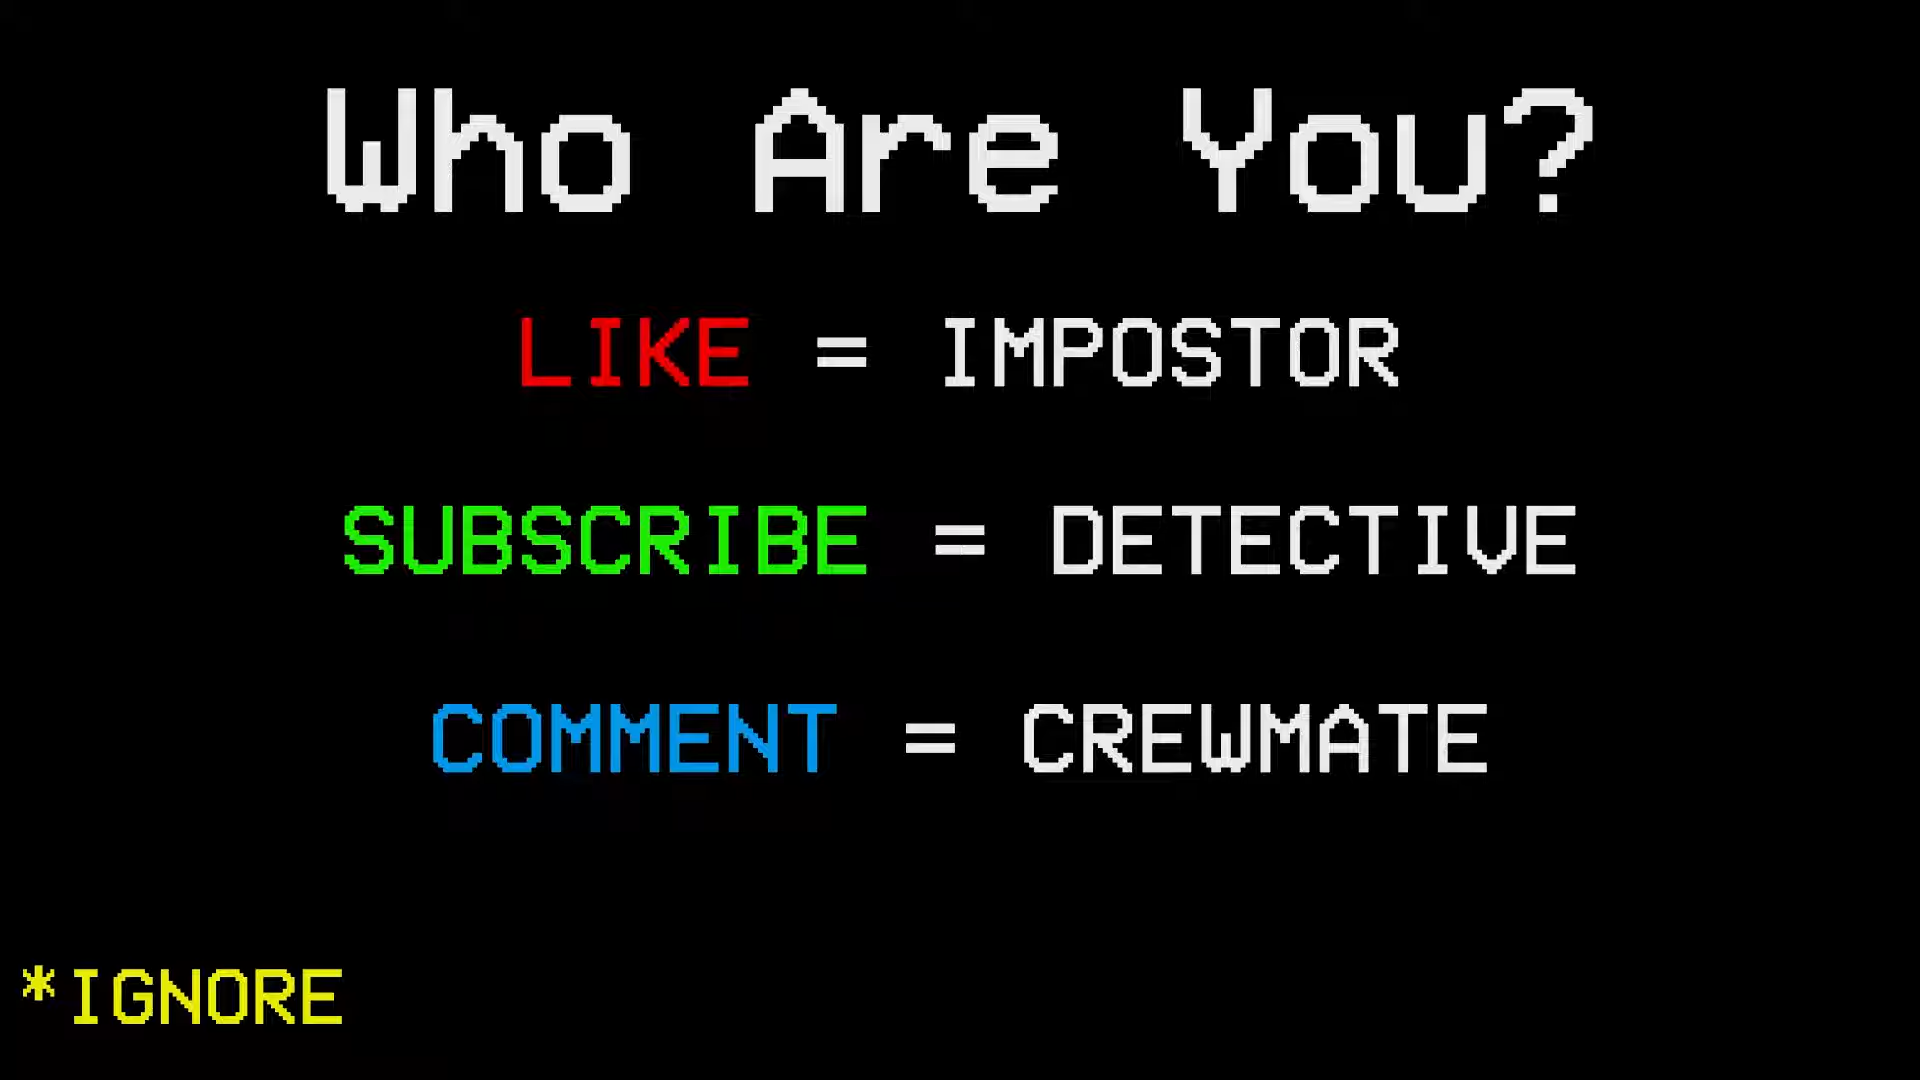 Who Are You?
LIKE = IMPOSTOR
SUBSCRIBE = DETECTIVE
COMMENT = CREWMATE
*IGNORE